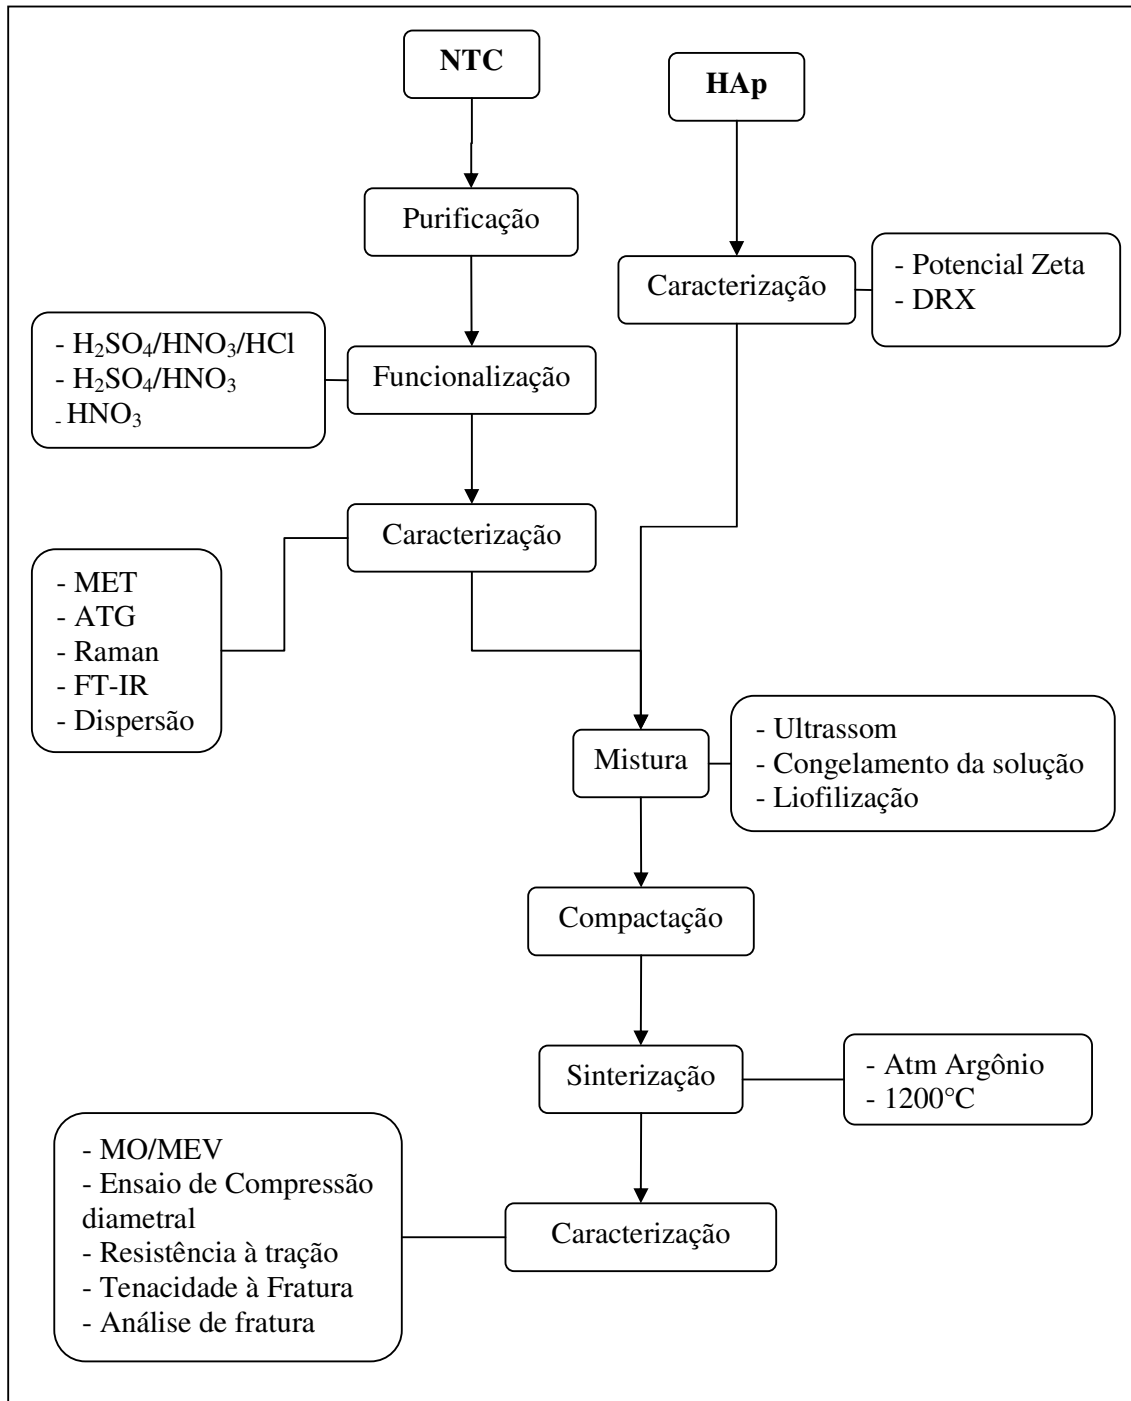 NTC
HAp
Purificação
Caracterização
- Potencial Zeta
- DRX
- H₂SO₄/HNO₃/HCl
- H₂SO₄/HNO₃
- HNO₃
Funcionalização
Caracterização
- MET
- ATG
- Raman
- FT-IR
- Dispersão
Mistura
- Ultrassom
- Congelamento da solução
- Liofilização
Compactação
Sinterização
- Atm Argônio
- 1200°C
- MO/MEV
- Ensaio de Compressão
diametral
- Resistência à tração
- Tenacidade à Fratura
- Análise de fratura
Caracterização